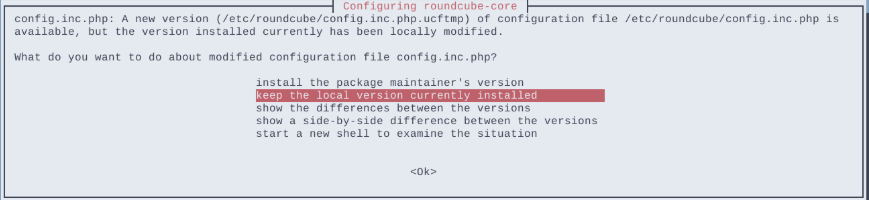 Configuring roundcube-core
config.inc.php: A new version (/etc/roundcube/config.inc.php.ucftmp) of configuration file /etc/roundcube/config.inc.php is
available, but the version installed currently has been locally modified.
What do you want to do about modified configuration file config.inc.php?
install the package maintainer's version
keep the local version currently installed
show the differences between the versions
show a side-by-side difference between the versions
start a new shell to examine the situation
<Ok>